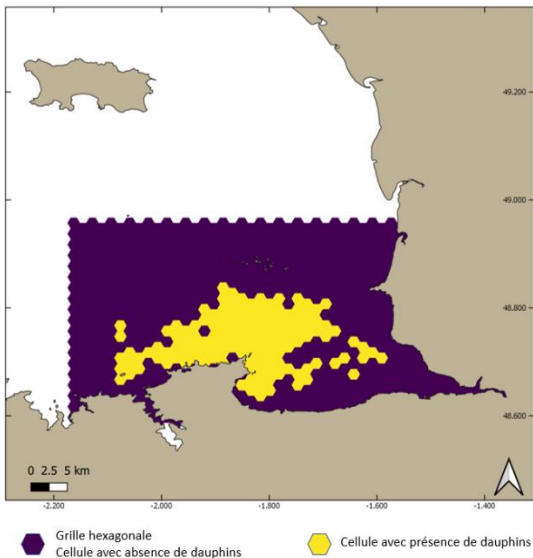 49.200
49.000
48.800
48.600
0 2.5 5 km
-2.200
-2.000
-1.800
-1.600
-1.400
Grille hexagonale
Cellule avec absence de dauphins
Cellule avec présence de dauphins